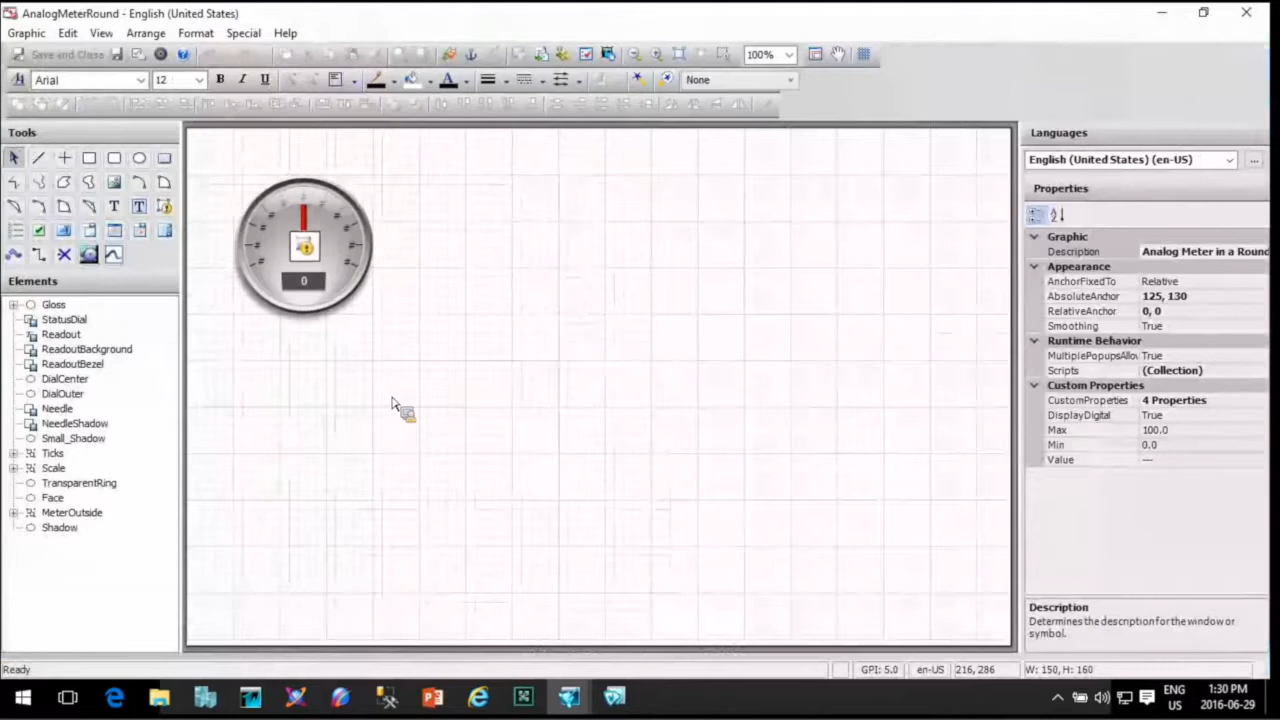 AnalogMeterRound - English (United States)
Graphic Edit View Arrange Format Special Help
Save and Close 100%
Arial 12 B I U A None
Tools
T T
Elements
Gloss
StatusDial
Readout
ReadoutBackground
ReadoutBezel
DialCenter
DialOuter
Needle
NeedleShadow
Small_Shadow
Ticks
Scale
TransparentRing
Face
MeterOutside
Shadow
# # # # # # # # # # #
0
Languages
English (United States) (en-US) ...
Properties
Graphic
Description Analog Meter in a Round
Appearance
AnchorFixedTo Relative
AbsoluteAnchor 125, 130
RelativeAnchor 0, 0
Smoothing True
Runtime Behavior
MultiplePopupsAllo True
Scripts (Collection)
Custom Properties
CustomProperties 4 Properties
DisplayDigital True
Max 100.0
Min 0.0
Value ---
Description
Determines the description for the window or
symbol.
Ready GPI: 5.0 en-US 216, 286 W: 150, H: 160
ENG
US
1:30 PM
2016-06-29